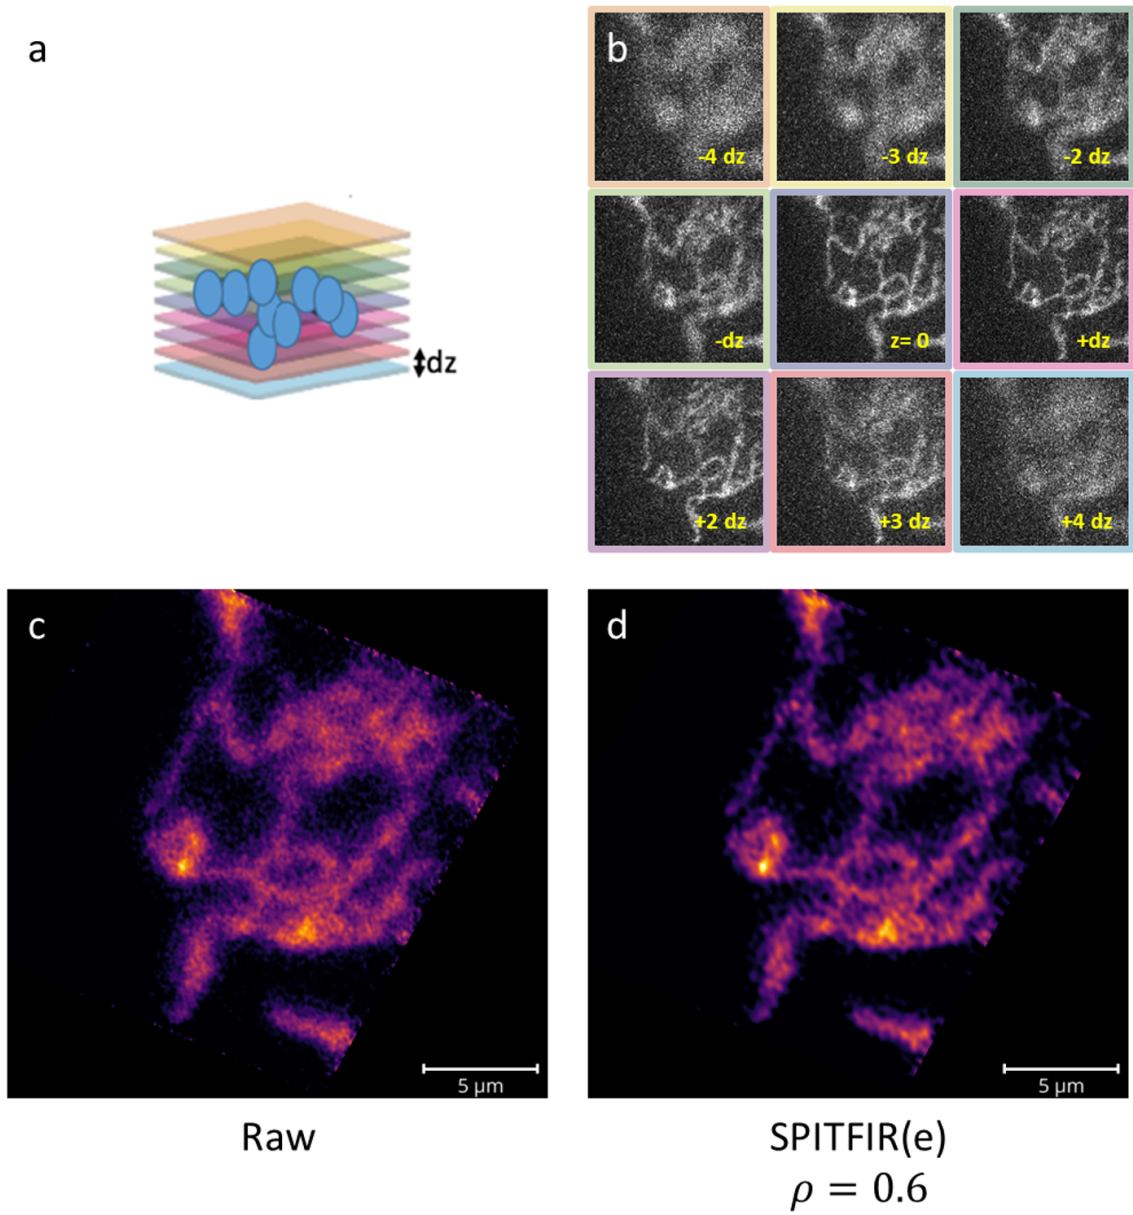 a
dz
b
-4 dz
-3 dz
-2 dz
-dz
z= 0
+dz
+2 dz
+3 dz
+4 dz
c
5 µm
d
5 µm
Raw
SPITFIR(e)
ρ = 0.6